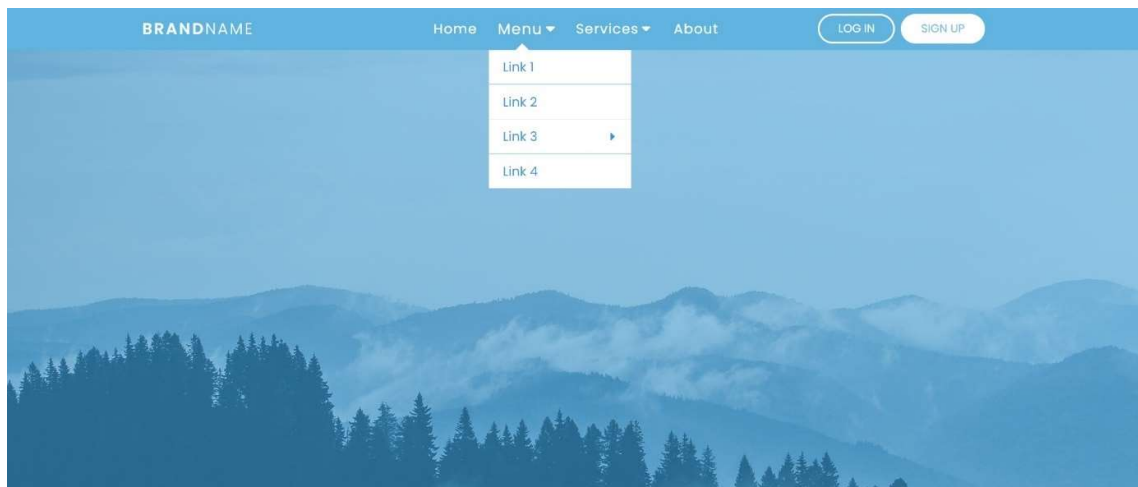 BRANDNAME
Home Menu Services About
LOG IN SIGN UP
Link 1
Link 2
Link 3
Link 4